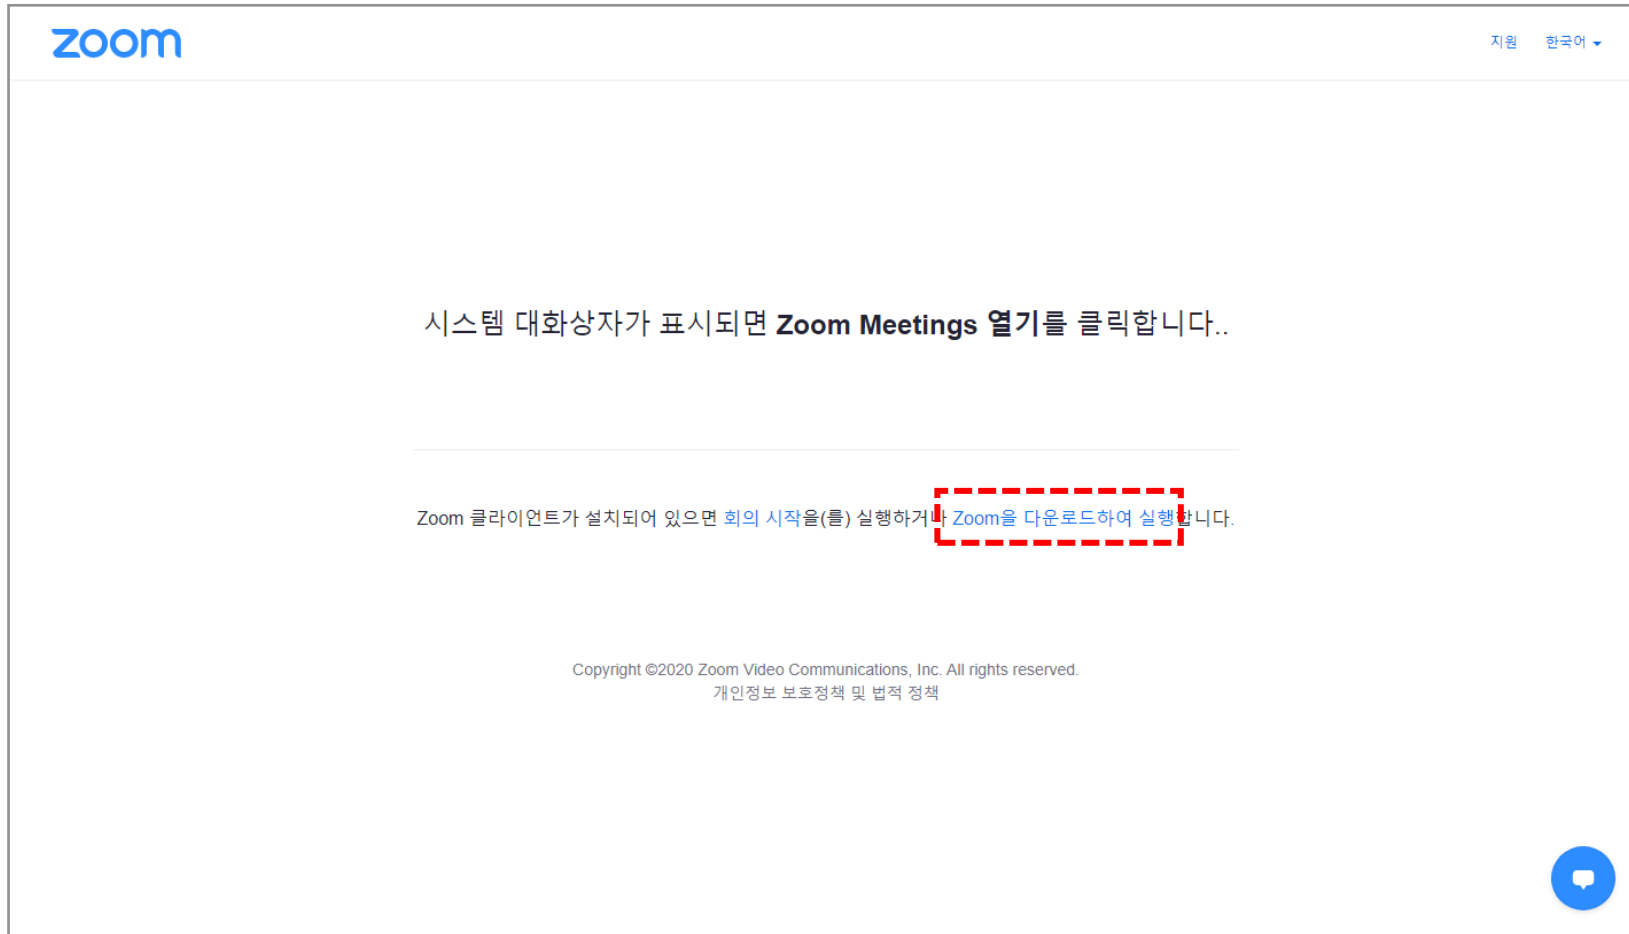 zoom
지원 한국어
시스템 대화상자가 표시되면 Zoom Meetings 열기를 클릭합니다..
Zoom 클라이언트가 설치되어 있으면 회의 시작을(를) 실행하거나 Zoom을 다운로드하여 실행합니다.
Copyright ©2020 Zoom Video Communications, Inc. All rights reserved.
개인정보 보호정책 및 법적 정책